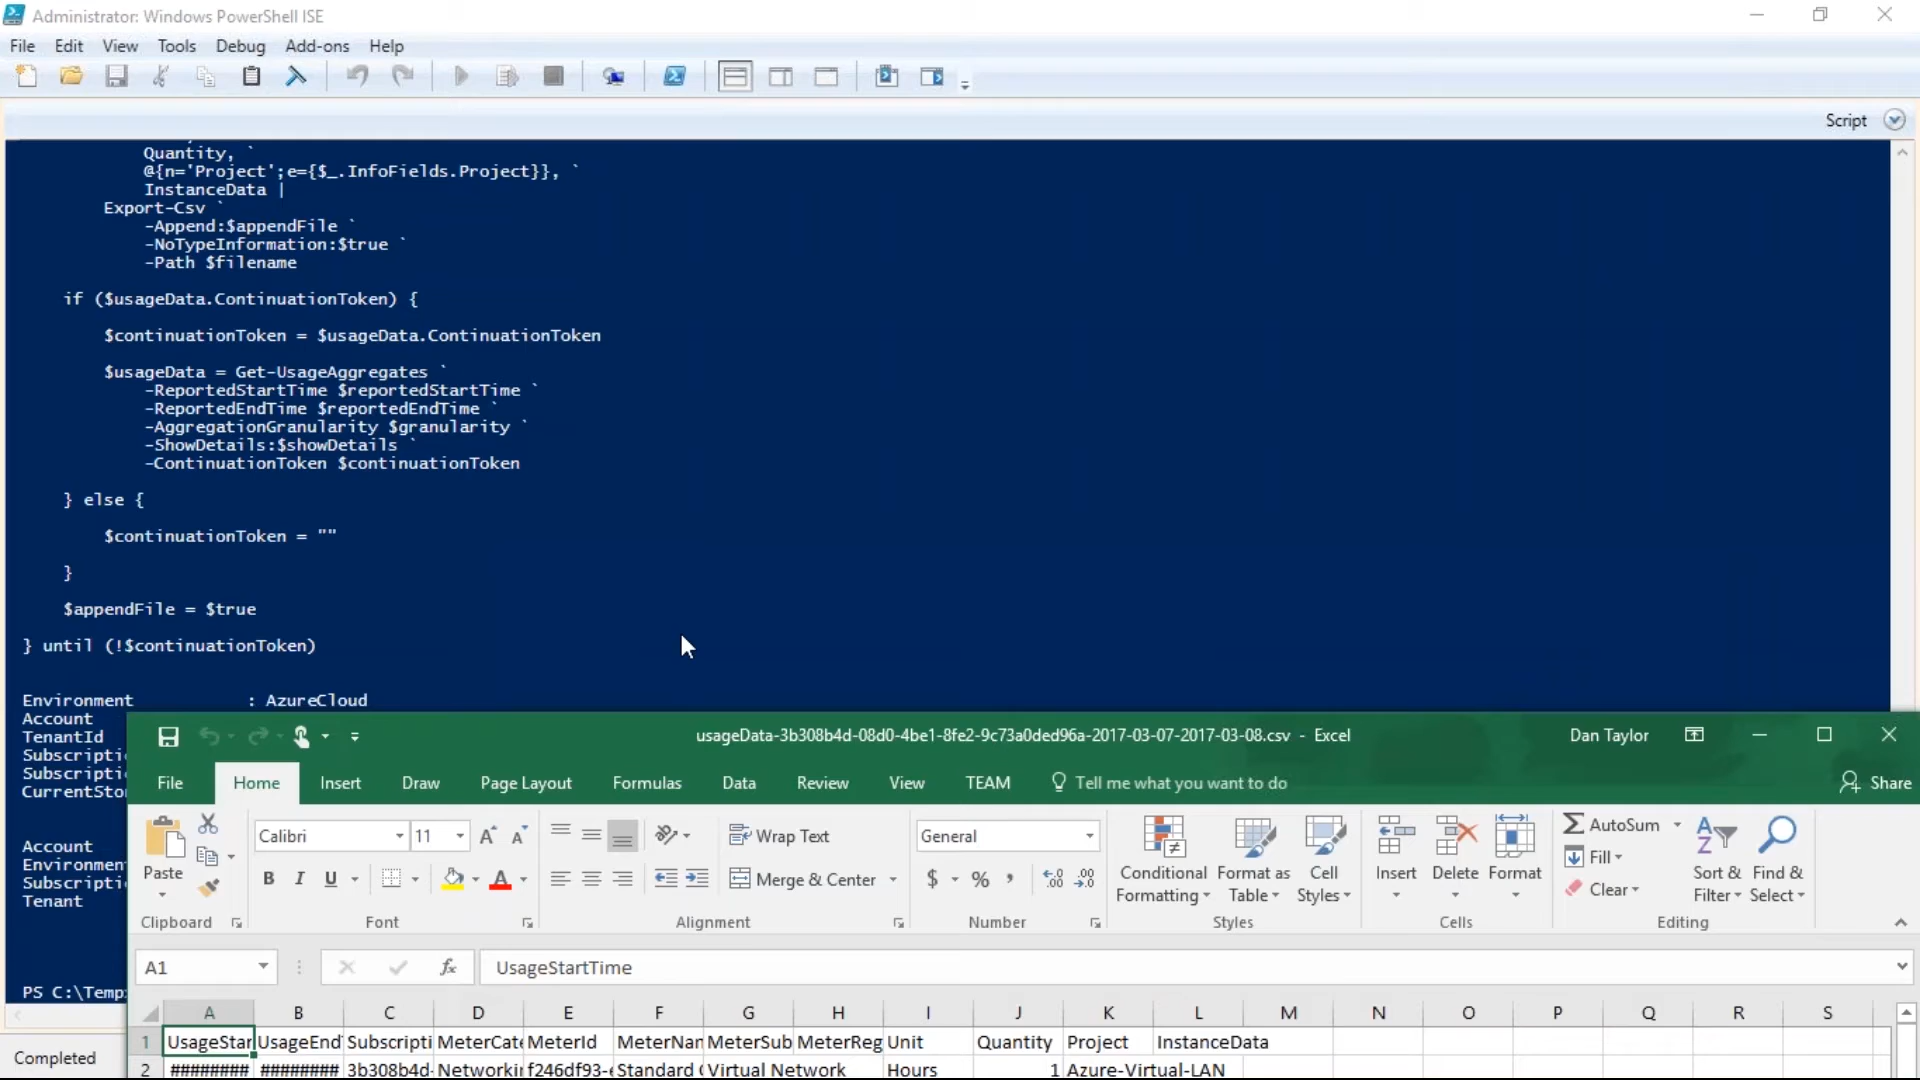 Administrator: Windows PowerShell ISE
File Edit View Tools Debug Add-ons Help
Script
Quantity, `
@{n='Project';e={$_.InfoFields.Project}}, `
InstanceData |
Export-Csv `
-Append:$appendFile `
-NoTypeInformation:$true `
-Path $filename
if ($usageData.ContinuationToken) {
$continuationToken = $usageData.ContinuationToken
$usageData = Get-UsageAggregates `
-ReportedStartTime $reportedStartTime `
-ReportedEndTime $reportedEndTime `
-AggregationGranularity $granularity `
-ShowDetails:$showDetails `
-ContinuationToken $continuationToken
} else {
$continuationToken = ""
}
$appendFile = $true
} until (!$continuationToken)
Environment : AzureCloud
Account
TenantId
Subscripti
Subscripti
CurrentSto
Account
Environmen
Subscripti
Tenant
PS C:\Temp
Completed
usageData-3b308b4d-08d0-4be1-8fe2-9c73a0ded96a-2017-03-07-2017-03-08.csv - Excel
Dan Taylor
File Home Insert Draw Page Layout Formulas Data Review View TEAM Tell me what you want to do Share
Paste
Clipboard
Calibri 11
B I U
Font
Wrap Text
Merge & Center
Alignment
General
$ % ,
Number
Conditional Formatting
Format as Table
Cell Styles
Styles
Insert Delete Format
Cells
AutoSum
Fill
Clear
Sort & Filter
Find & Select
Editing
A1 fx UsageStartTime
A B C D E F G H I J K L M N O P Q R S
1 UsageStar UsageEnd Subscripti MeterCate MeterId MeterNam MeterSub MeterReg Unit Quantity Project InstanceData
2 ######## ######## 3b308b4d- Networkin f246df93- Standard Virtual Network Hours 1 Azure-Virtual-LAN